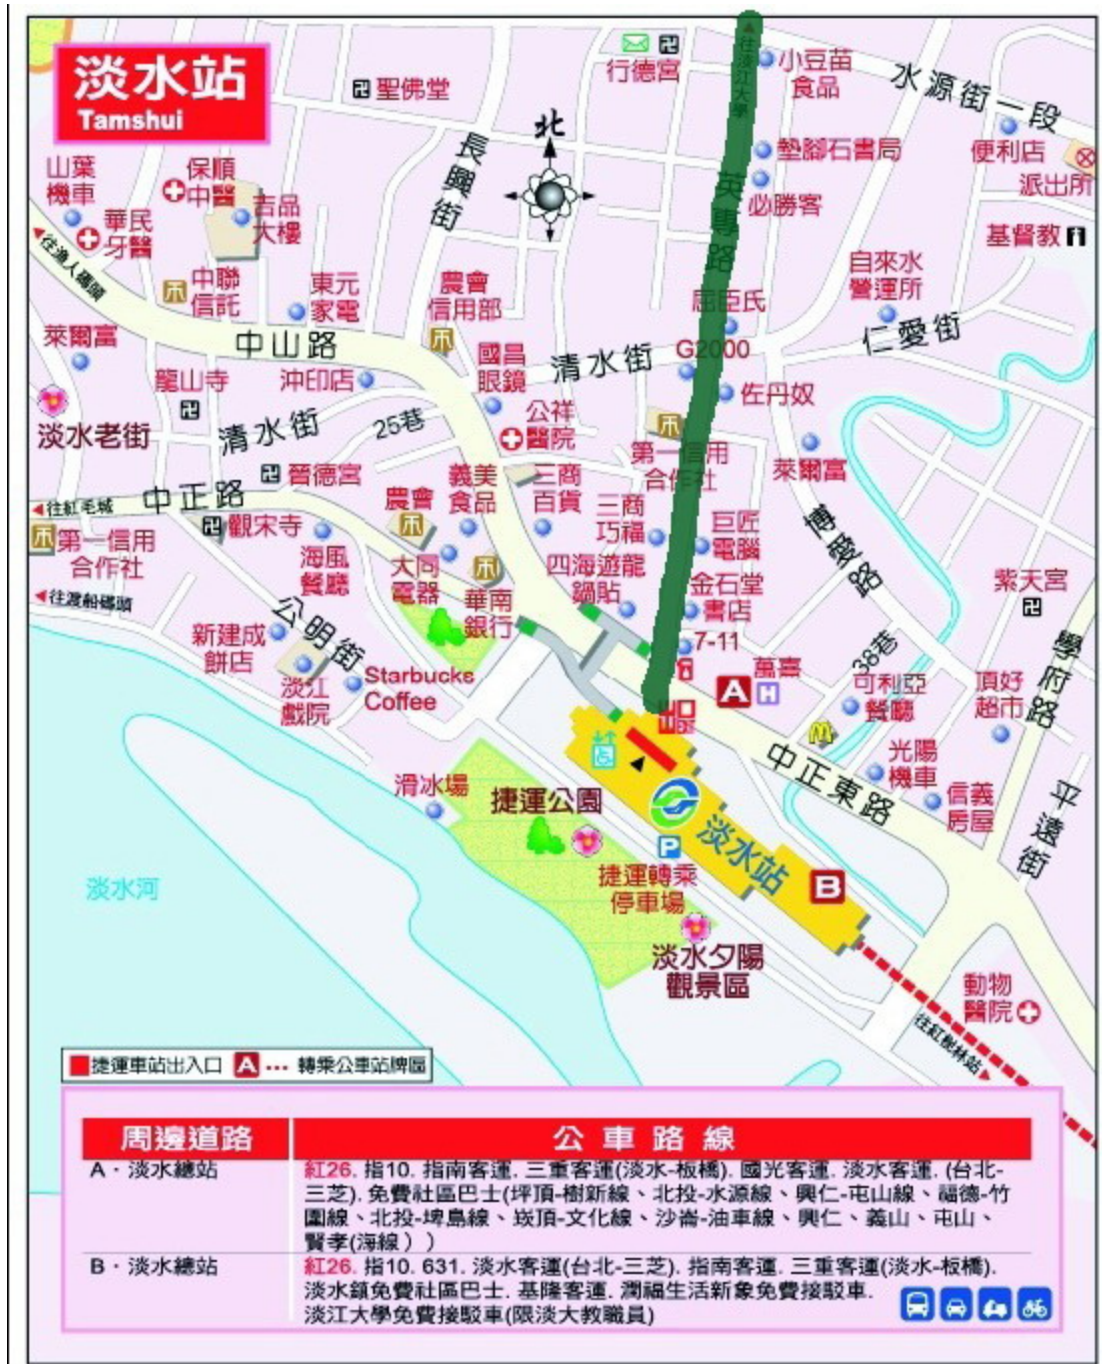 淡水站
Tamshui
行德宮
往淡江大學
小豆苗
食品
水源街一段
聖佛堂
北
長興街
墊腳石書局
便利店
派出所
山葉
機車
保順
中醫
華民
牙醫
吉品
大樓
英專路
必勝客
基督教
往漁人碼頭
中聯
信託
東元
家電
農會
信用部
自來水
營運所
屈臣氏
仁愛街
萊爾富
中山路
國昌
眼鏡
清水街
G2000
龍山寺
沖印店
佐丹奴
淡水老街
清水街
25巷
公祥
醫院
第一信用
合作社
萊爾富
中正路
晉德宮
義美
食品
三商
百貨
往紅毛城
觀宋寺
農會
三商
巧福
巨匠
電腦
博愛路
第一信用
合作社
海風
餐廳
大同
電器
四海遊龍
鍋貼
金石堂
書店
紫天宮
往渡船碼頭
公明街
華南
銀行
新建成
餅店
7-11
38巷
學府路
淡江
戲院
Starbucks
Coffee
A
萬熹
H
可利亞
餐廳
頂好
超市
出口
中正東路
光陽
機車
信義
房屋
平遠街
滑冰場
捷運公園
淡水站
P
捷運轉乘
停車場
B
淡水河
淡水夕陽
觀景區
動物
醫院
往紅樹林站
捷運車站出入口 A 轉乘公車站牌區
周邊道路 公車路線
A·淡水總站 紅26. 指10. 指南客運. 三重客運(淡水-板橋). 國光客運. 淡水客運. (台北-
三芝). 免費社區巴士(坪頂-樹新線、北投-水源線、興仁-屯山線、福德-竹
圍線、北投-埤島線、崁頂-文化線、沙崙-油車線、興仁、義山、屯山、
賢孝(海線））
B·淡水總站 紅26. 指10. 631. 淡水客運(台北-三芝). 指南客運. 三重客運(淡水-板橋).
淡水鎮免費社區巴士. 基隆客運. 潤福生活新象免費接駁車.
淡江大學免費接駁車(限淡大教職員)